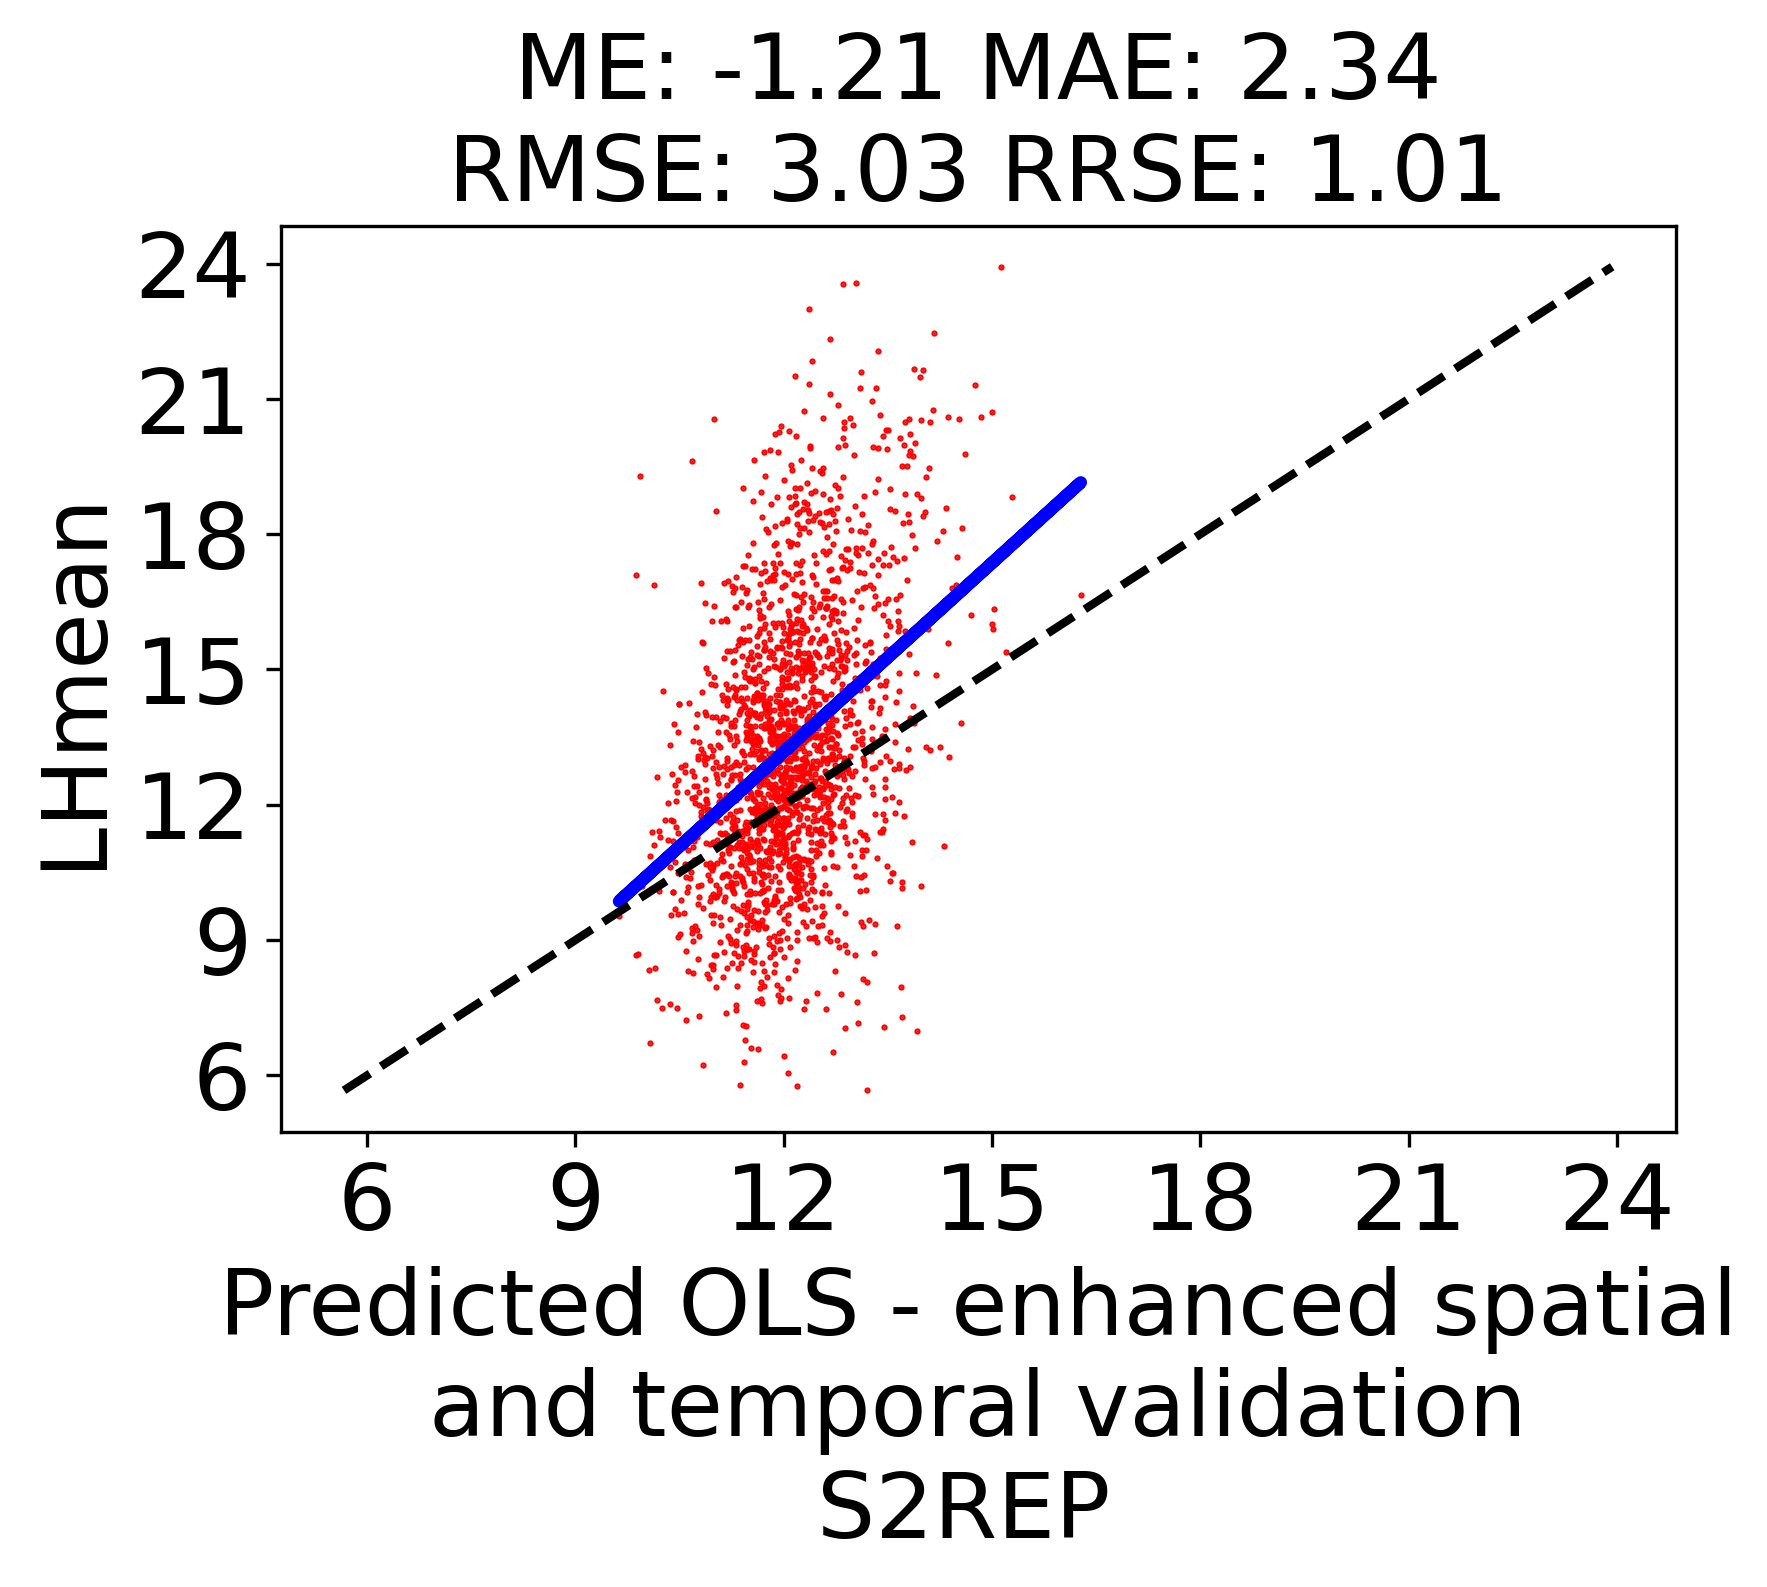 ME: -1.21 MAE: 2.34
RMSE: 3.03 RRSE: 1.01
24
21
18
15
12
9
6
LHmean
6 9 12 15 18 21 24
Predicted OLS - enhanced spatial
and temporal validation
S2REP